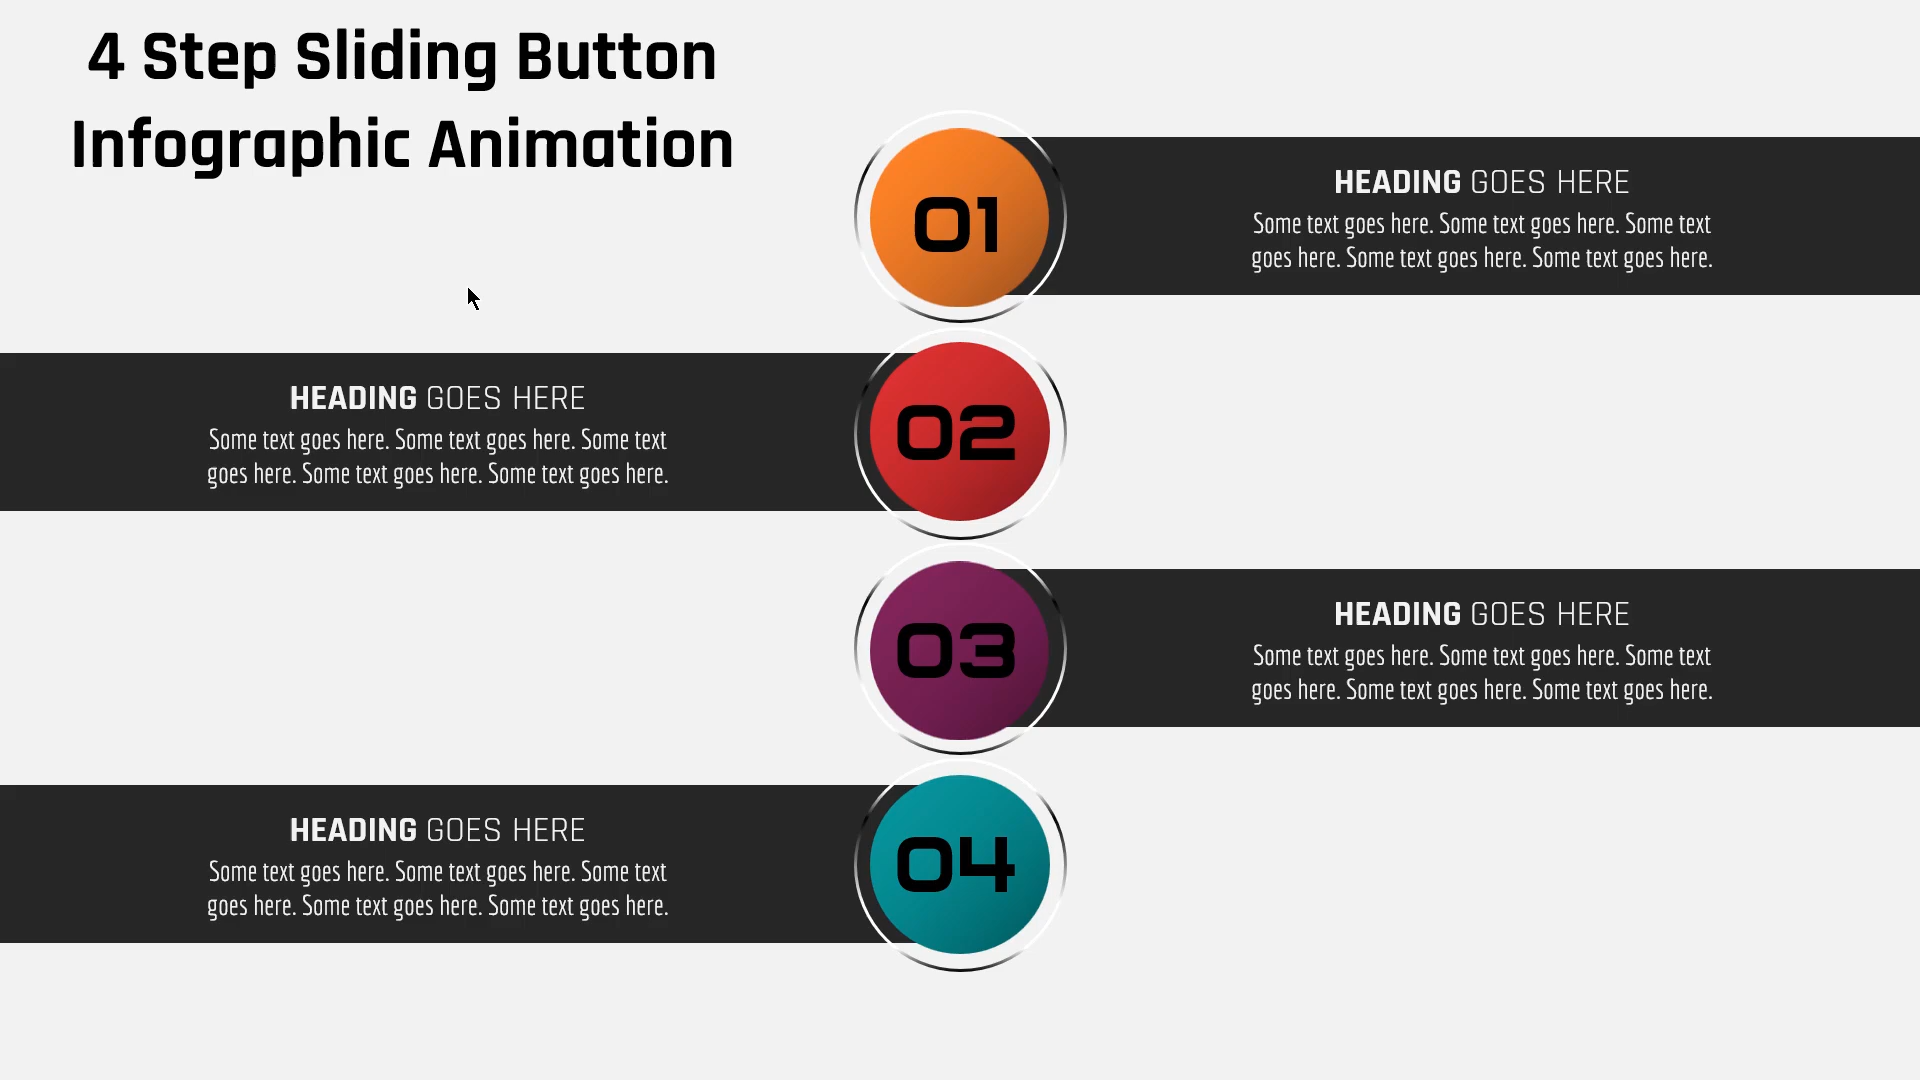 4 Step Sliding Button
Infographic Animation
01
HEADING GOES HERE
Some text goes here. Some text goes here. Some text
goes here. Some text goes here. Some text goes here.
02
HEADING GOES HERE
Some text goes here. Some text goes here. Some text
goes here. Some text goes here. Some text goes here.
03
HEADING GOES HERE
Some text goes here. Some text goes here. Some text
goes here. Some text goes here. Some text goes here.
04
HEADING GOES HERE
Some text goes here. Some text goes here. Some text
goes here. Some text goes here. Some text goes here.